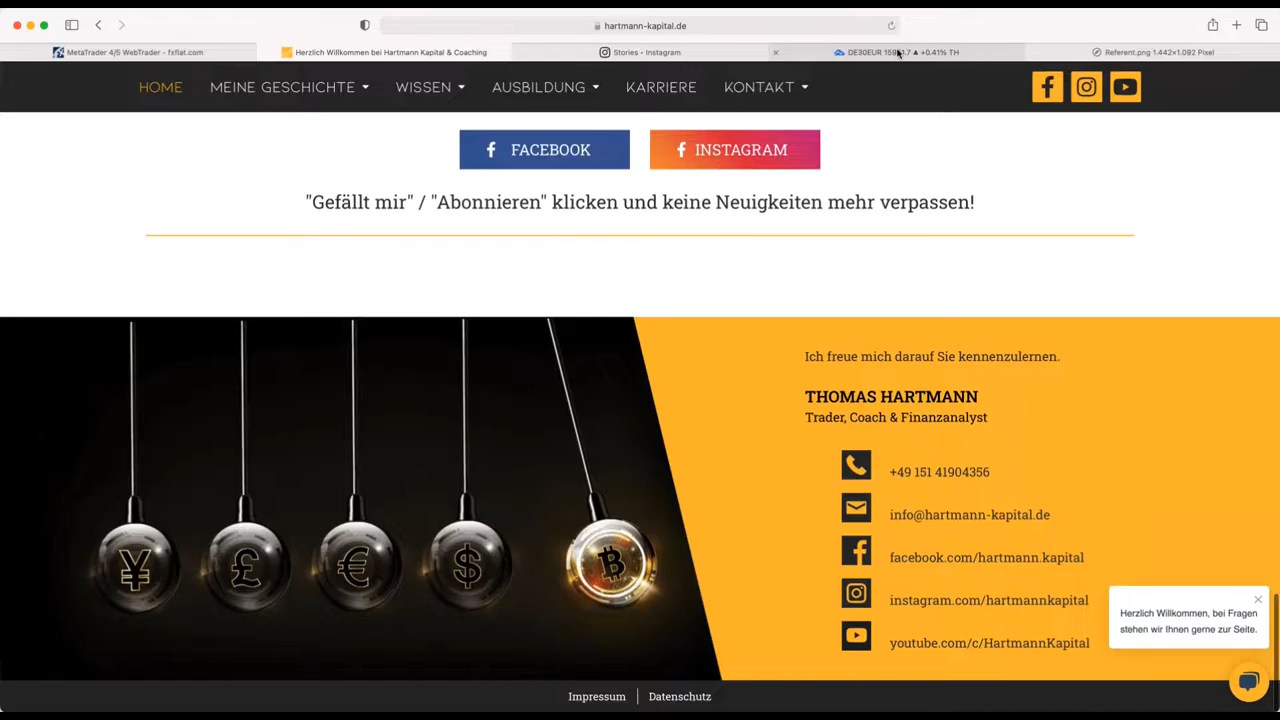 hartmann-kapital.de
MetaTrader 4/5 WebTrader - fxflat.com
Herzlich Willkommen bei Hartmann Kapital & Coaching
Stories • Instagram
DE30EUR ▲ +0.41% TH
Referent.png 1.442×1.092 Pixel
HOME
MEINE GESCHICHTE
WISSEN
AUSBILDUNG
KARRIERE
KONTAKT
FACEBOOK
INSTAGRAM
"Gefällt mir" / "Abonnieren" klicken und keine Neuigkeiten mehr verpassen!
¥
£
€
$
₿
Ich freue mich darauf Sie kennenzulernen.
THOMAS HARTMANN
Trader, Coach & Finanzanalyst
+49 151 41904356
info@hartmann-kapital.de
facebook.com/hartmann.kapital
instagram.com/hartmannkapital
youtube.com/c/HartmannKapital
Herzlich Willkommen, bei Fragen
stehen wir Ihnen gerne zur Seite.
Impressum | Datenschutz